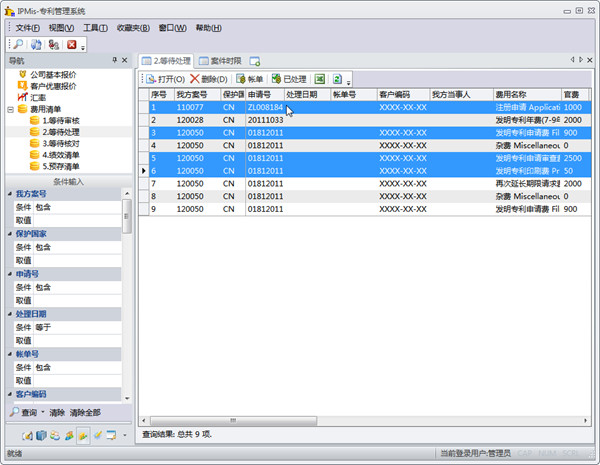 IPMis-专利管理系统
文件(F) 视图(V) 工具(T) 收藏夹(B) 窗口(W) 帮助(H)
导航
公司基本报价
客户优惠报价
汇率
费用清单
1.等待审核
2.等待处理
3.等待核对
4.绩效清单
5.预存清单
条件输入
我方案号
条件 包含
取值
保护国家
条件 包含
取值
申请号
条件 包含
取值
处理日期
条件 等于
取值
帐单号
条件 包含
取值
客户编码
查询 清除 清除全部
2.等待处理 案件时限
打开(O) 删除(D) 帐单 已处理
序号 我方案号 保护国 申请号 处理日期 帐单号 客户编码 我方当事人 费用名称 官费
1 110077 CN ZL008184 XXXX-XX-XX 注册申请 Applicati 1000
2 120028 CN 20111033 发明专利年费(7-9年 2000
3 120050 CN 01812011 XXXX-XX-XX 发明专利申请费 Fil 900
4 120050 CN 01812011 XXXX-XX-XX 杂费 Miscellaneou 0
5 120050 CN 01812011 XXXX-XX-XX 发明专利申请审查费 2500
6 120050 CN 01812011 XXXX-XX-XX 发明专利印刷费 Pr 50
7 120050 CN 01812011 XXXX-XX-XX 再次延长期限请求费 2000
8 120050 CN 01812011 XXXX-XX-XX 杂费 Miscellaneou 0
9 120050 CN 01812011 XXXX-XX-XX 发明专利申请费 Fil 900
查询结果: 总共 9 项.
就绪
当前登录用户:管理员 CAP NUM SCRL